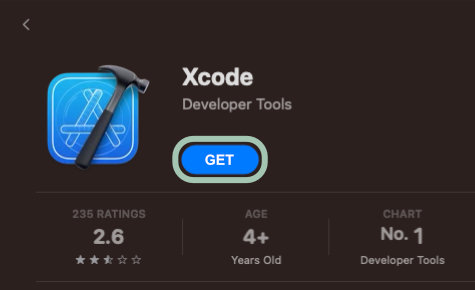 Xcode
Developer Tools
GET
235 RATINGS
2.6
AGE
4+
Years Old
CHART
No. 1
Developer Tools